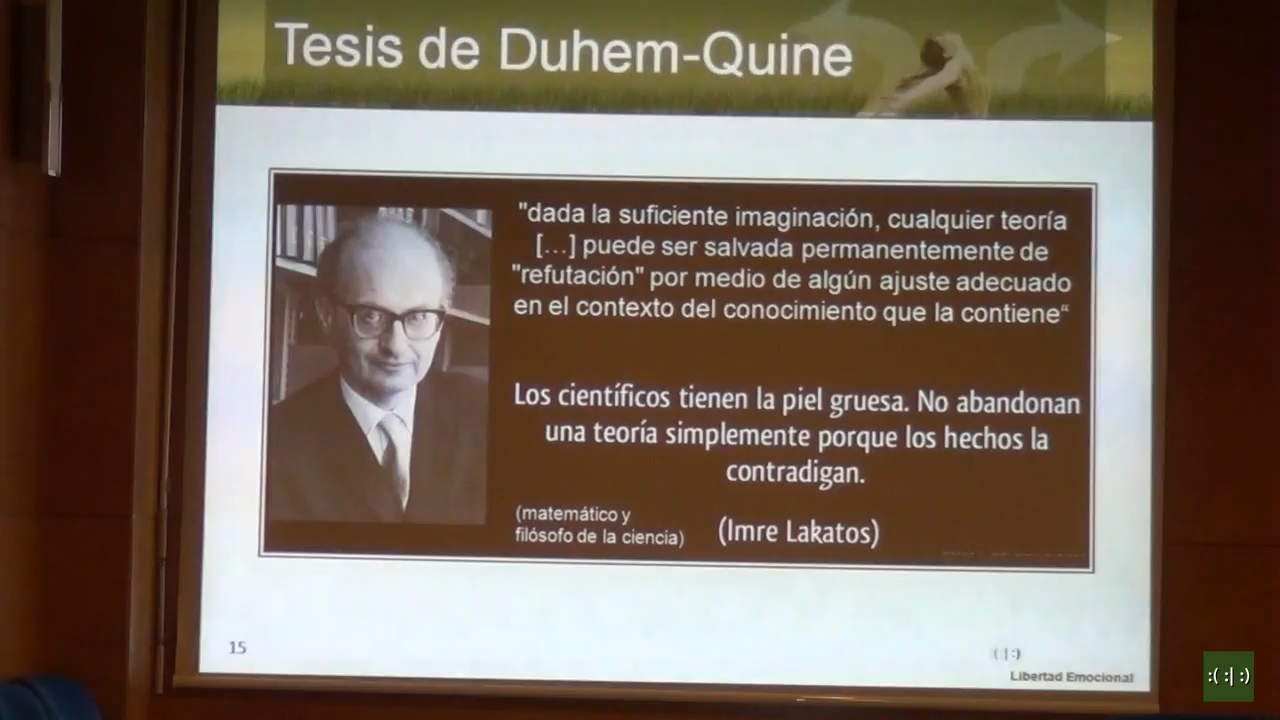 Tesis de Duhem-Quine
"dada la suficiente imaginación, cualquier teoría
[...] puede ser salvada permanentemente de
"refutación" por medio de algún ajuste adecuado
en el contexto del conocimiento que la contiene“
Los científicos tienen la piel gruesa. No abandonan
una teoría simplemente porque los hechos la
contradigan.
(matemático y
filósofo de la ciencia)
(Imre Lakatos)
15
( | :)
Libertad Emocional
:( :| :)